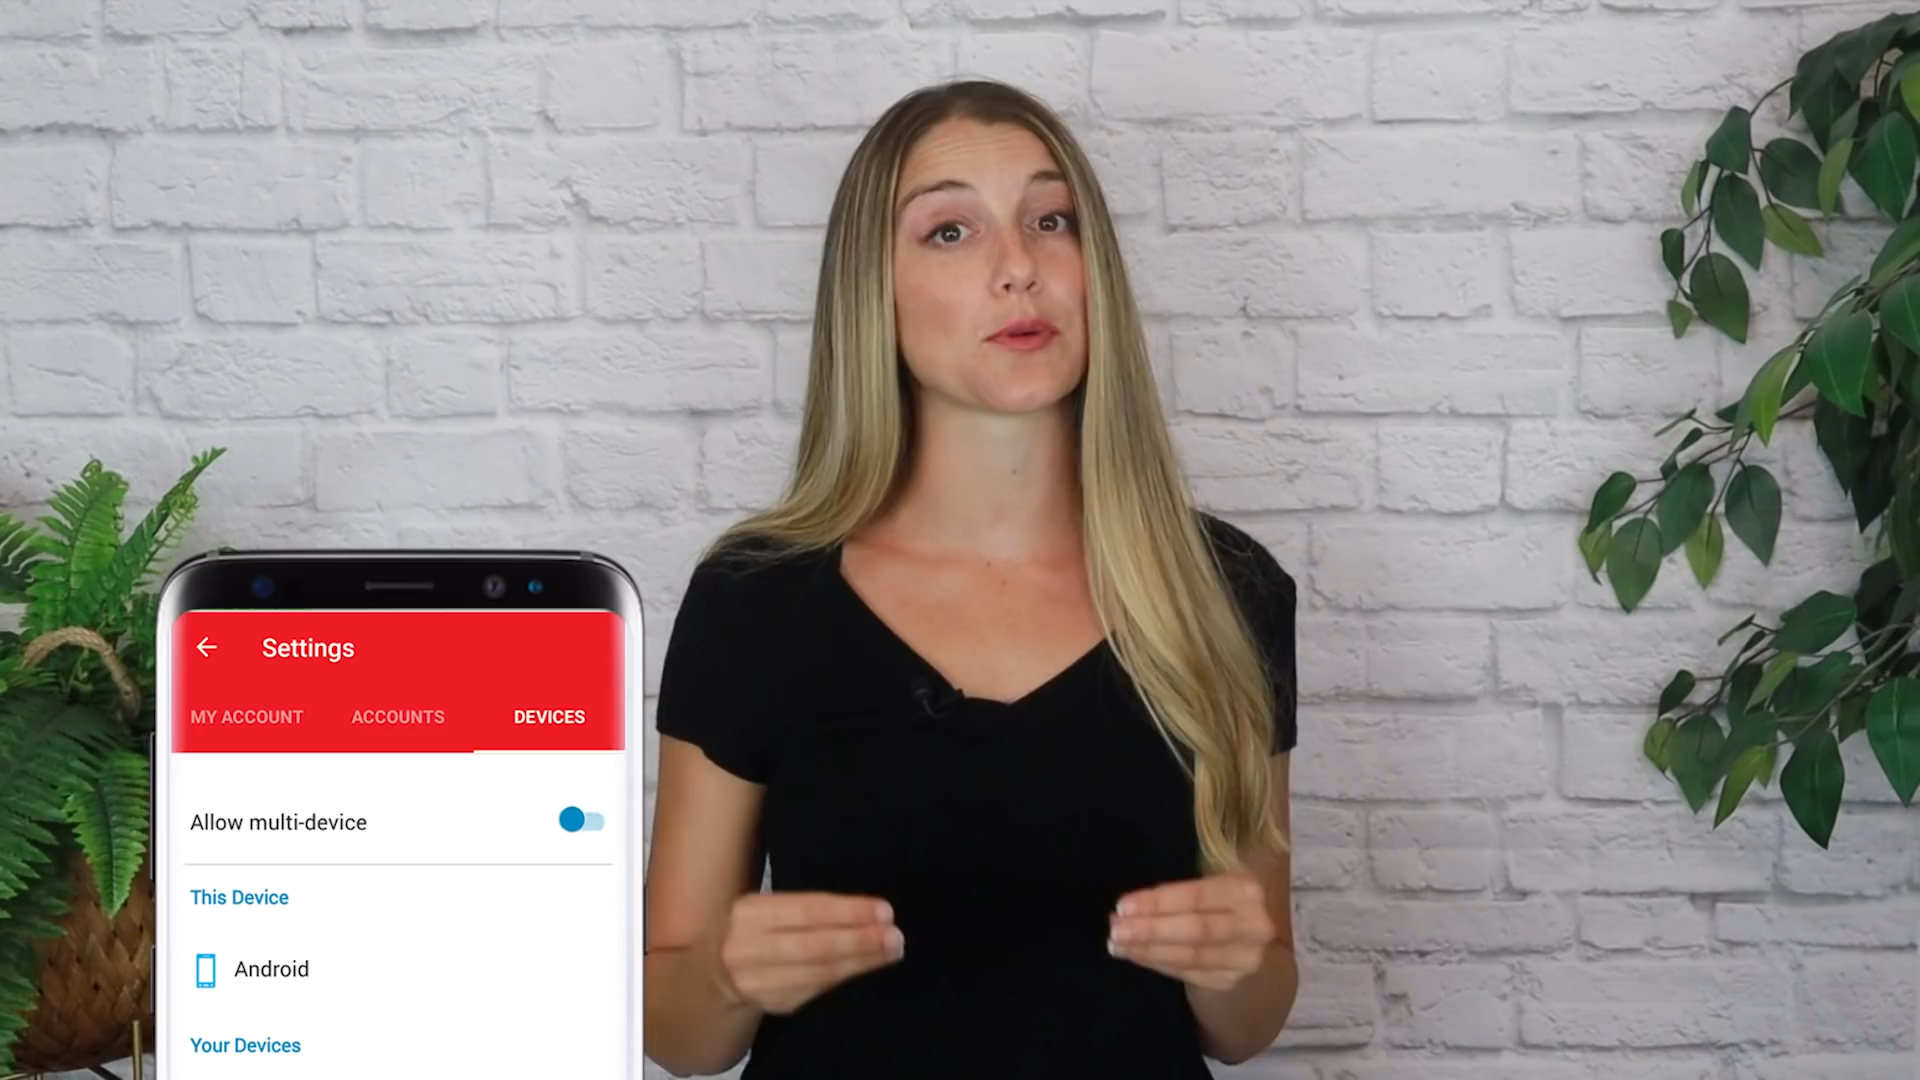 Settings
MY ACCOUNT ACCOUNTS DEVICES
Allow multi-device
This Device
Android
Your Devices